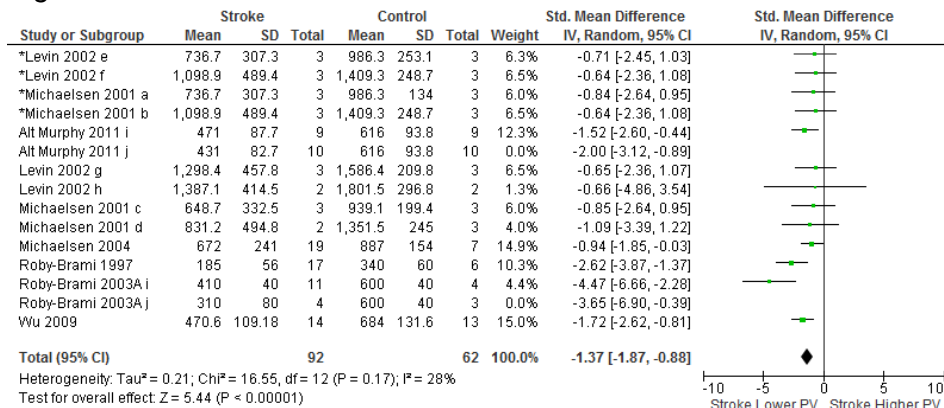 Stroke Control Std. Mean Difference Std. Mean Difference
Study or Subgroup Mean SD Total Mean SD Total Weight IV, Random, 95% CI IV, Random, 95% CI
*Levin 2002 e 736.7 307.3 3 986.3 253.1 3 6.3% -0.71 [-2.45, 1.03]
*Levin 2002 f 1,098.9 489.4 3 1,409.3 248.7 3 6.5% -0.64 [-2.36, 1.08]
*Michaelsen 2001 a 736.7 307.3 3 986.3 134 3 6.0% -0.84 [-2.64, 0.95]
*Michaelsen 2001 b 1,098.9 489.4 3 1,409.3 248.7 3 6.5% -0.64 [-2.36, 1.08]
Alt Murphy 2011 i 471 87.7 9 616 93.8 9 12.3% -1.52 [-2.60, -0.44]
Alt Murphy 2011 j 431 82.7 10 616 93.8 10 0.0% -2.00 [-3.12, -0.89]
Levin 2002 g 1,298.4 457.8 3 1,586.4 209.8 3 6.5% -0.65 [-2.36, 1.07]
Levin 2002 h 1,387.1 414.5 2 1,801.5 296.8 2 1.4% -0.66 [-4.86, 3.54]
Michaelsen 2001 c 648.7 332.5 3 939.1 199.4 3 6.0% -0.85 [-2.64, 0.95]
Michaelsen 2001 d 831.2 494.8 2 1,351.5 245 3 4.0% -1.09 [-3.39, 1.22]
Michaelsen 2004 672 241 19 887 154 7 14.9% -0.94 [-1.85, -0.03]
Roby-Brami 1997 185 56 17 340 60 6 10.3% -2.62 [-3.87, -1.37]
Roby-Brami 2003A i 410 40 11 600 40 4 4.4% -4.47 [-6.66, -2.28]
Roby-Brami 2003A j 310 80 4 600 40 3 0.0% -3.65 [-6.90, -0.39]
Wu 2009 470.6 109.18 14 684 131.6 13 15.0% -1.72 [-2.62, -0.81]
Total (95% CI) 92 62 100.0% -1.37 [-1.87, -0.88]
Heterogeneity: Tau² = 0.21; Chi² = 16.55, df = 12 (P = 0.17); I² = 28%
Test for overall effect: Z = 5.44 (P < 0.00001)
-10 -5 0 5 10
Stroke Lower PV Stroke Higher PV